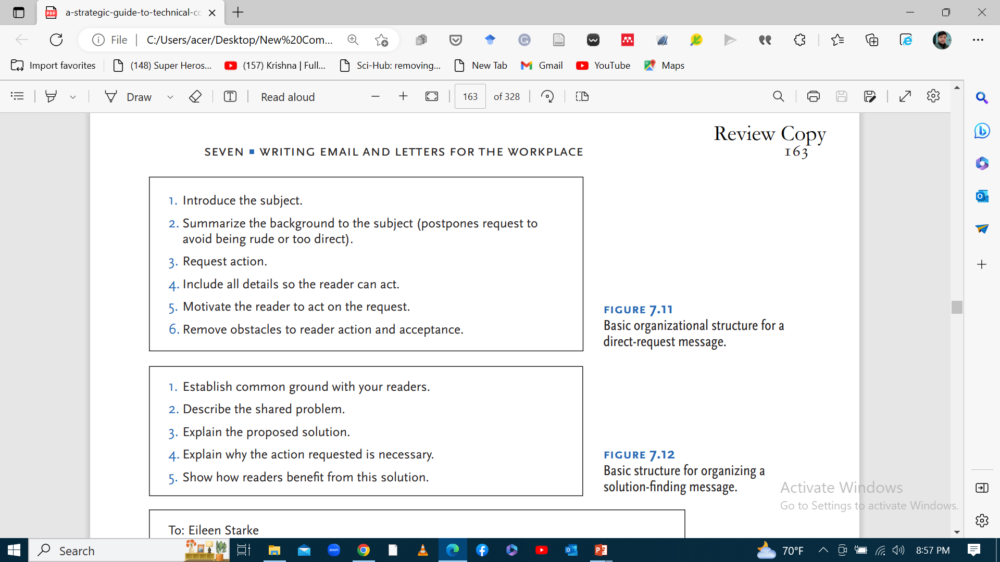 a-strategic-guide-to-technical-co
File
C:/Users/acer/Desktop/New%20Com...
Import favorites
(148) Super Heros...
(157) Krishna | Full...
Sci-Hub: removing...
New Tab
Gmail
YouTube
Maps
Draw
Read aloud
163
of 328
Review Copy
SEVEN ■ WRITING EMAIL AND LETTERS FOR THE WORKPLACE
163
1. Introduce the subject.
2. Summarize the background to the subject (postpones request to
avoid being rude or too direct).
3. Request action.
4. Include all details so the reader can act.
5. Motivate the reader to act on the request.
6. Remove obstacles to reader action and acceptance.
FIGURE 7.11
Basic organizational structure for a
direct-request message.
1. Establish common ground with your readers.
2. Describe the shared problem.
3. Explain the proposed solution.
4. Explain why the action requested is necessary.
5. Show how readers benefit from this solution.
FIGURE 7.12
Basic structure for organizing a
solution-finding message.
To: Eileen Starke
Activate Windows
Go to Settings to activate Windows.
Search
zoom
70°F
8:57 PM